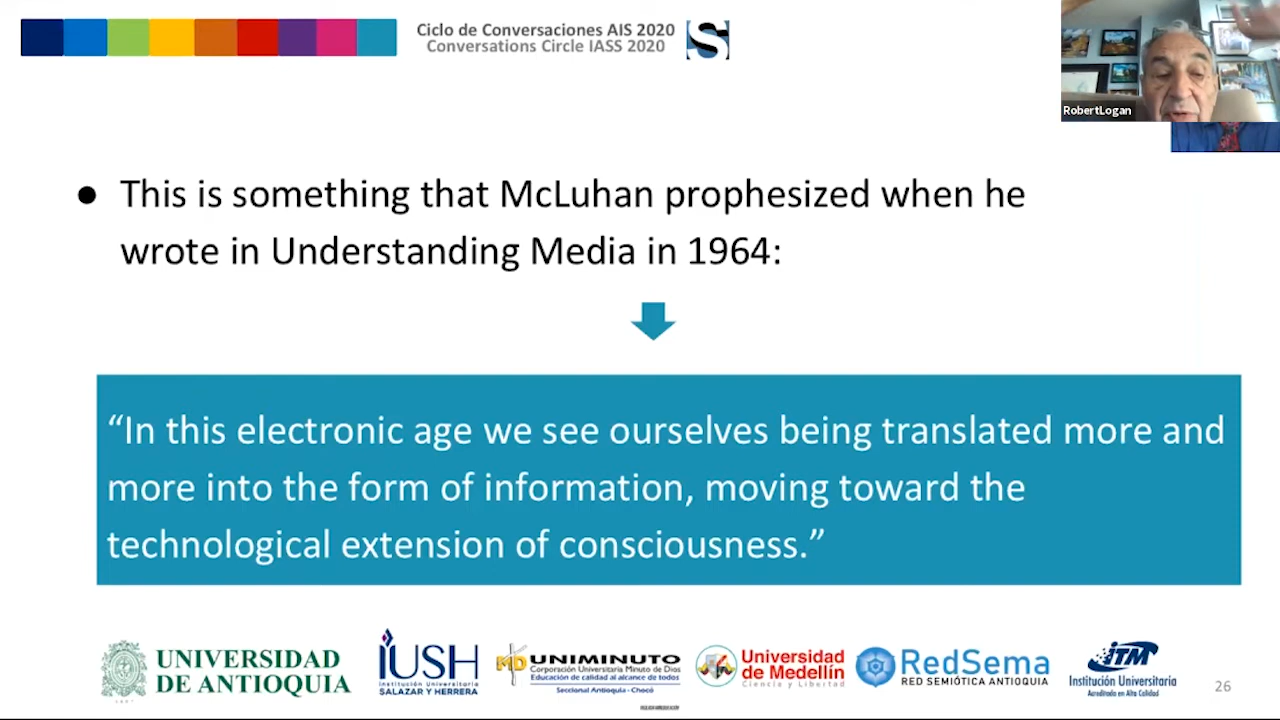 Ciclo de Conversaciones AIS 2020
Conversations Circle IASS 2020
S
RobertLogan
● This is something that McLuhan prophesized when he
wrote in Understanding Media in 1964:
“In this electronic age we see ourselves being translated more and
more into the form of information, moving toward the
technological extension of consciousness.”
UNIVERSIDAD
DE ANTIOQUIA
IUSH
Institución Universitaria
SALAZAR Y HERRERA
MD UNIMINUTO
Corporación Universitaria Minuto de Dios
Educación de calidad al alcance de todos
Seccional Antioquia - Chocó
Universidad
de Medellín
Ciencia y Libertad
RedSema
RED SEMIÓTICA ANTIOQUIA
iTM
Institución Universitaria
Acreditada en Alta Calidad
26